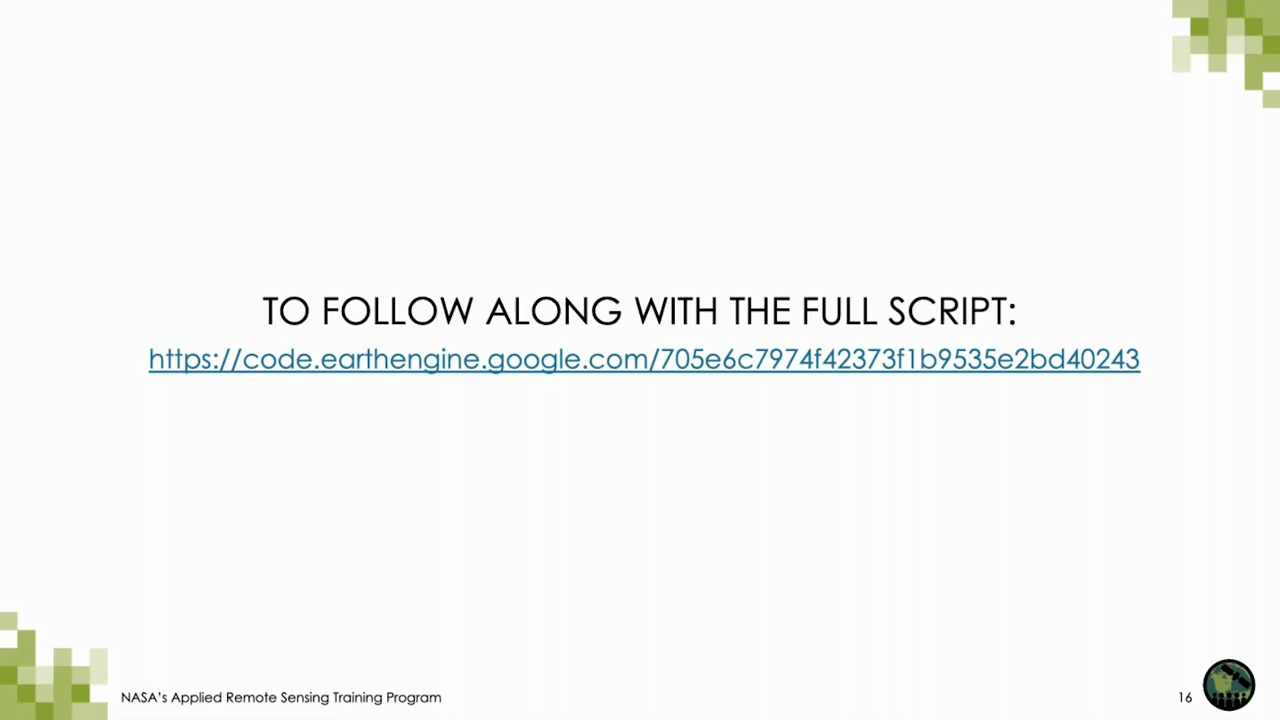 TO FOLLOW ALONG WITH THE FULL SCRIPT:
https://code.earthengine.google.com/705e6c7974f42373f1b9535e2bd40243
NASA's Applied Remote Sensing Training Program
16